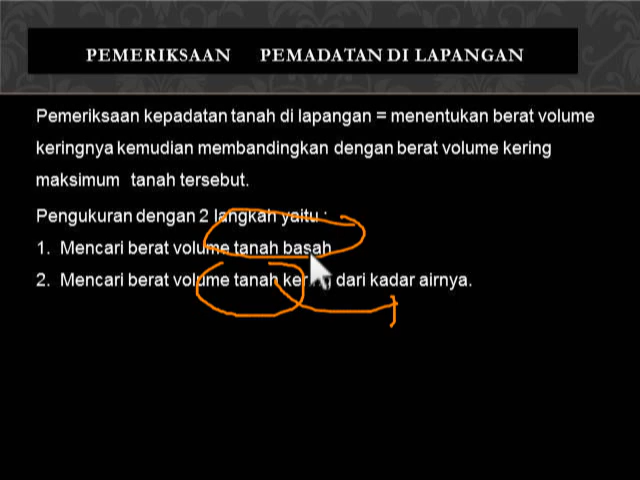 PEMERIKSAAN PEMADATAN DI LAPANGAN
Pemeriksaan kepadatan tanah di lapangan = menentukan berat volume
keringnya kemudian membandingkan dengan berat volume kering
maksimum tanah tersebut.
Pengukuran dengan 2 langkah yaitu :
1. Mencari berat volume tanah basah
2. Mencari berat volume tanah kering dari kadar airnya.